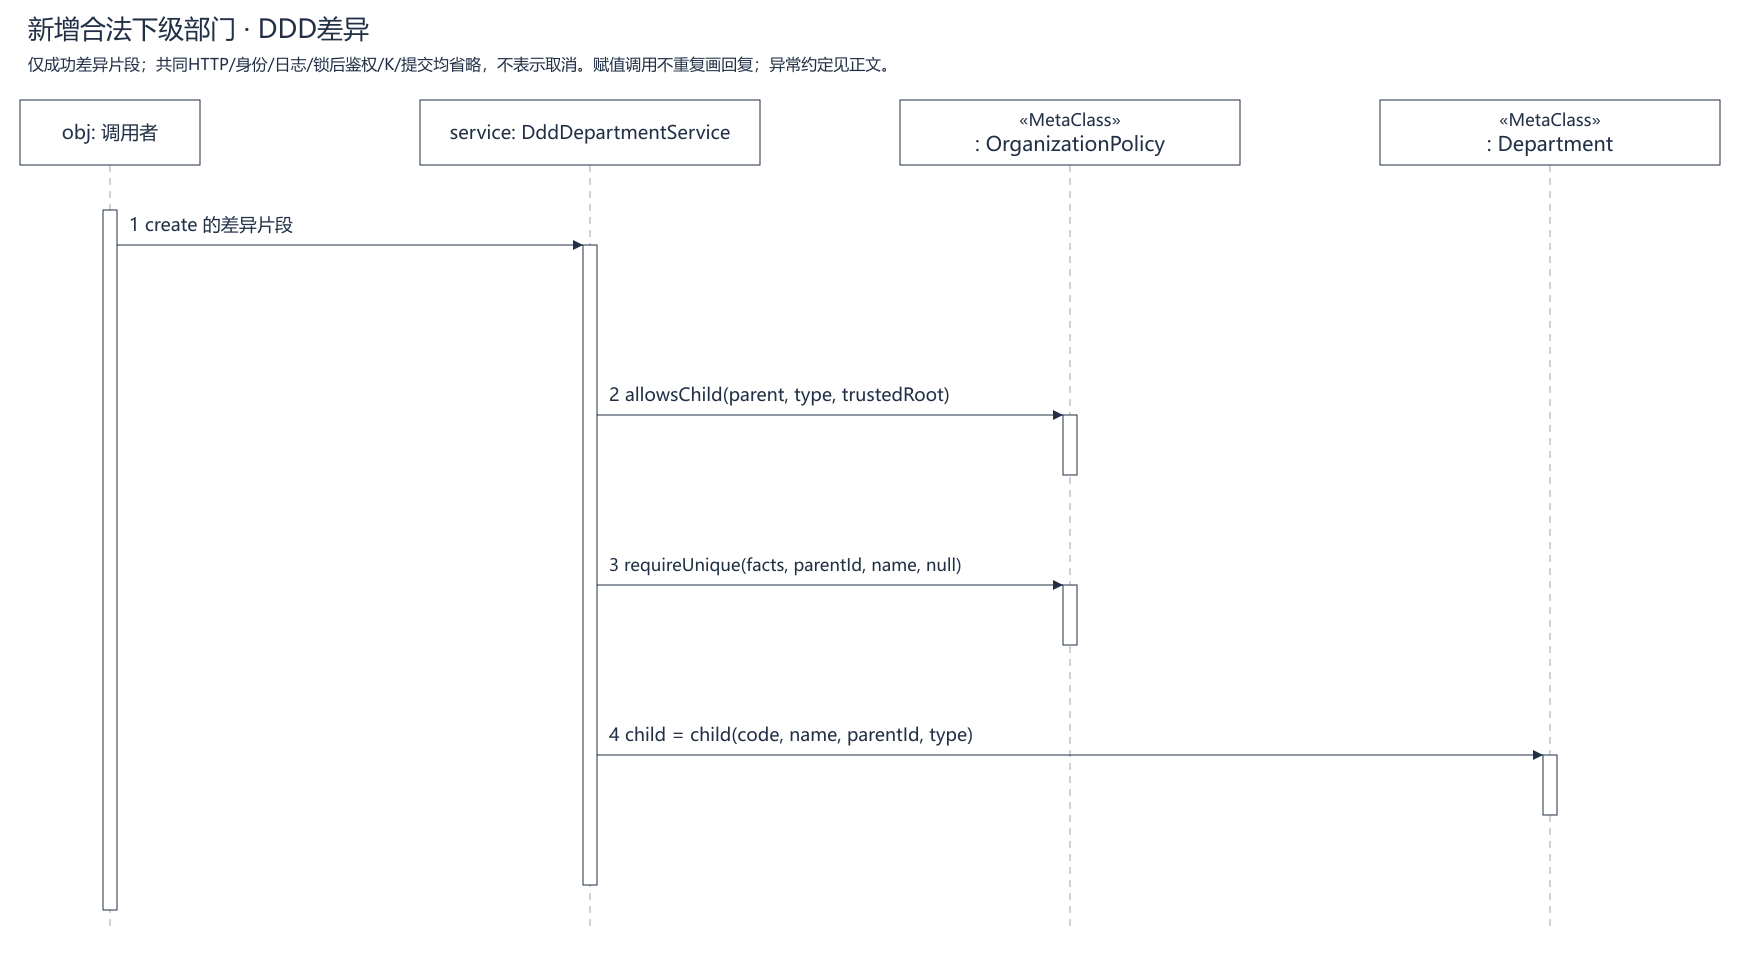 新增合法下级部门 · DDD差异
仅成功差异片段；共同HTTP/身份/日志/锁后鉴权/K/提交均省略，不表示取消。赋值调用不重复画回复；异常约定见正文。
obj: 调用者
service: DddDepartmentService
«MetaClass»
: OrganizationPolicy
«MetaClass»
: Department
1 create 的差异片段
2 allowsChild(parent, type, trustedRoot)
3 requireUnique(facts, parentId, name, null)
4 child = child(code, name, parentId, type)